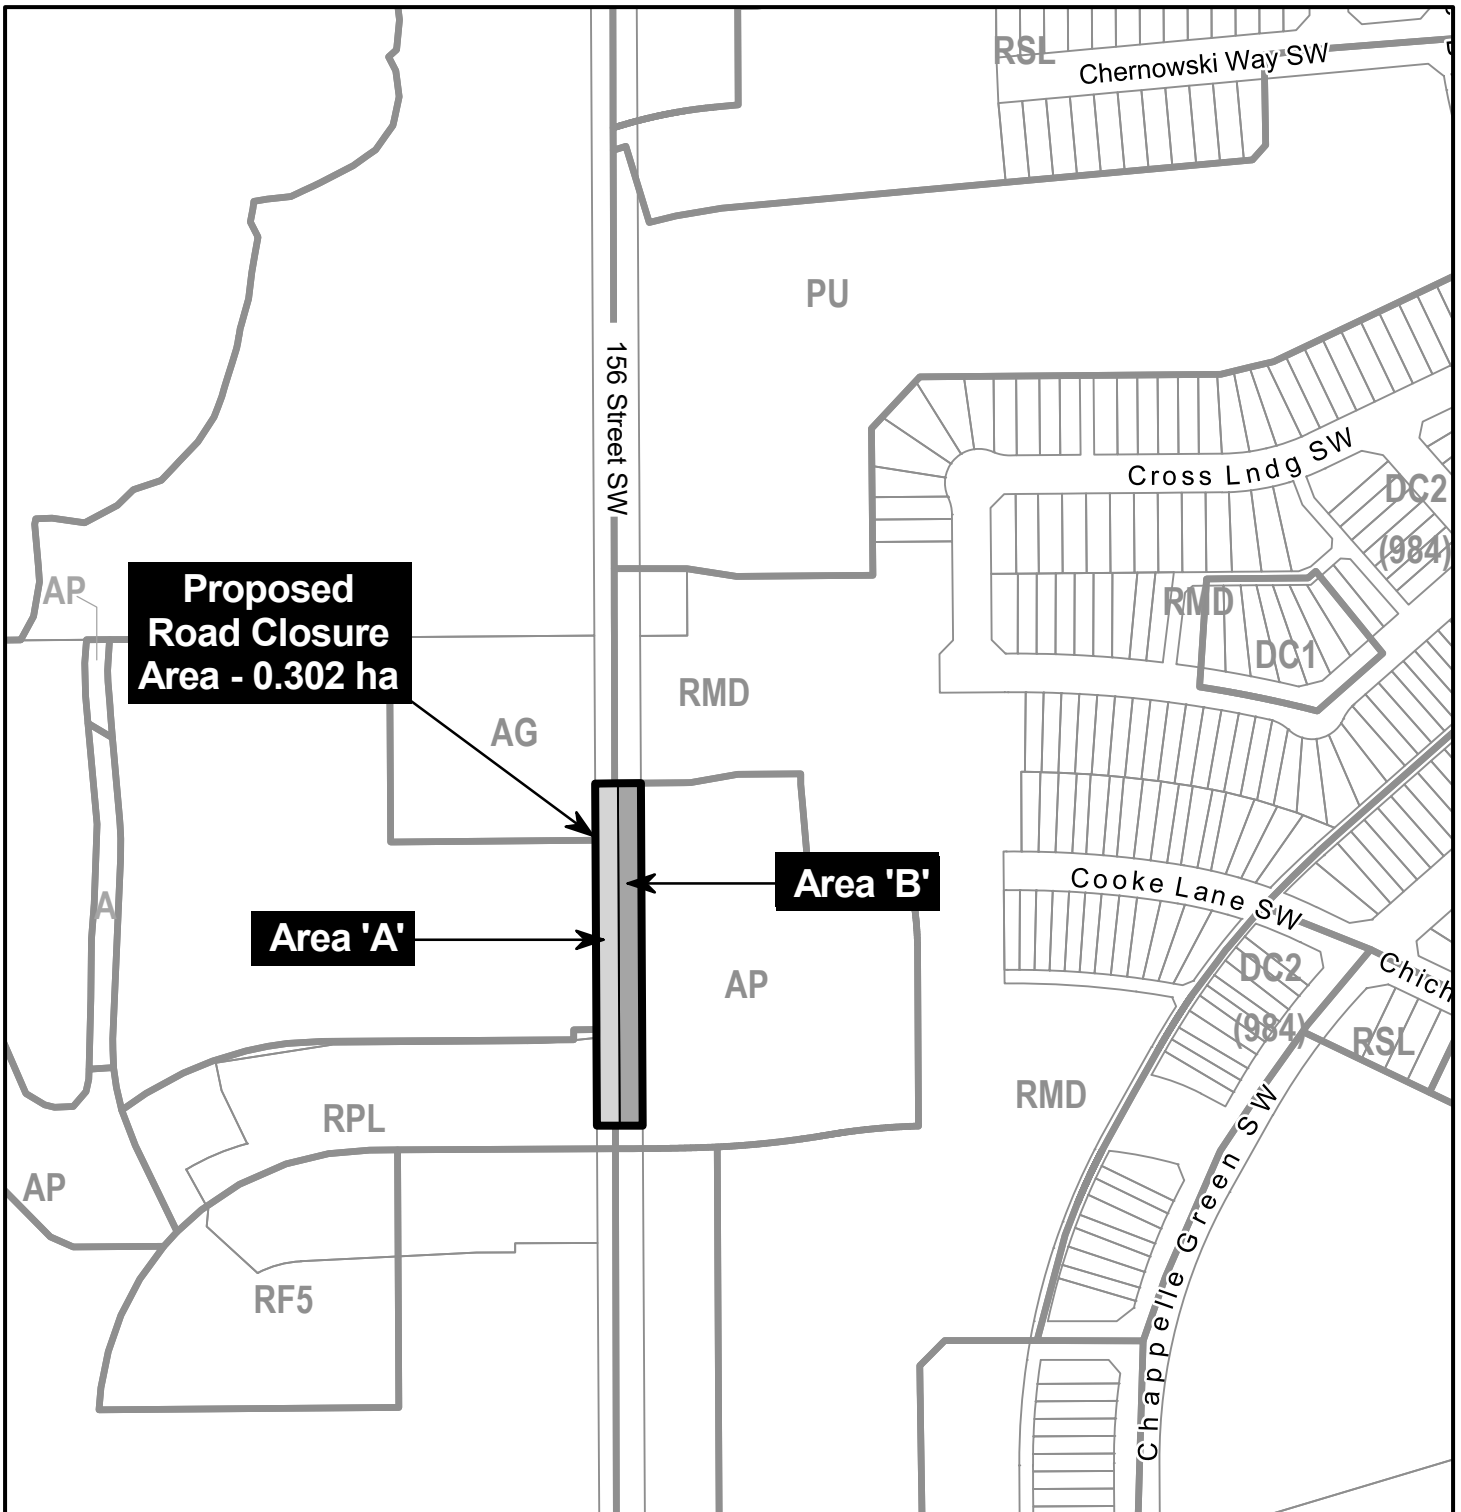 RSL
Chernowski Way SW
PU
156 Street SW
Cross Lndg SW
DC2
(984)
AP
Proposed
Road Closure
Area - 0.302 ha
RMD
DC1
RMD
AG
Area 'B'
Cooke Lane SW
A
Area 'A'
AP
DC2
(984)
Chich
RSL
RMD
RPL
AP
Chappelle Green SW
RF5